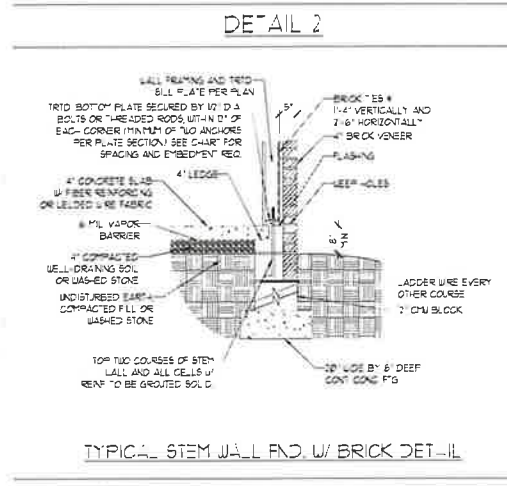 DETAIL 2
WALL FRAMING AND TRTD
SILL PLATE PER PLAN
TRTD BOTTOM PLATE SECURED BY 1/2" DIA
BOLTS OR THREADED RODS, WITHIN 12" OF
EACH CORNER (MINIMUM OF TWO ANCHORS
PER PLATE SECTION) SEE CHART FOR
SPACING AND EMBEDMENT REQ.
4" LEDGE
4" CONCRETE SLAB
W/ FIBER REINFORCING
OR WELDED WIRE FABRIC
6 MIL VAPOR
BARRIER
4" COMPACTED
WELL-DRAINING SOIL
OR WASHED STONE
UNDISTURBED EARTH
COMPACTED FILL OR
WASHED STONE
TOP TWO COURSES OF STEM
WALL AND ALL CELLS W/
REINF TO BE GROUTED SOLID
5"
BRICK TIES @
1'-4" VERTICALLY AND
2'-6" HORIZONTALLY
4" BRICK VENEER
FLASHING
WEEP HOLES
8" MIN
LADDER WIRE EVERY
OTHER COURSE
12" CMU BLOCK
20" WIDE BY 8" DEEP
CONT CONC FTG
TYPICAL STEM WALL FND. W/ BRICK DETAIL